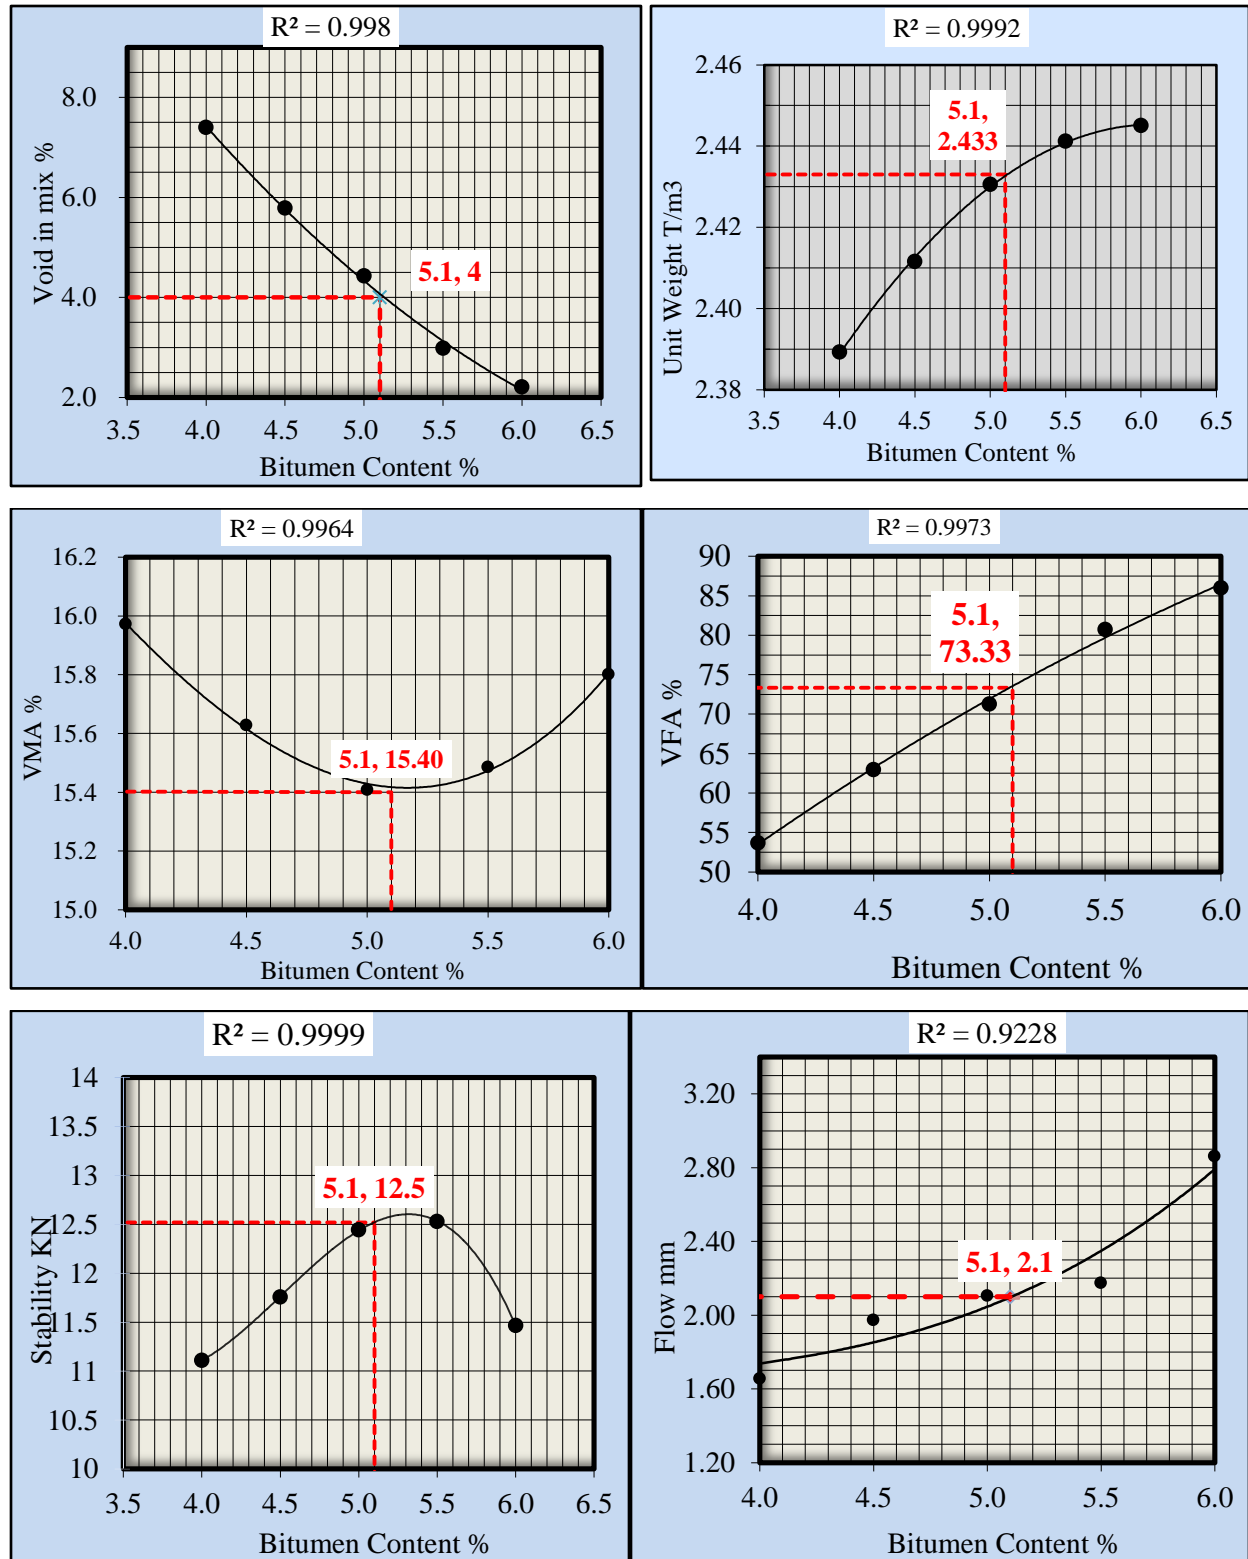 R² = 0.998
Void in mix %
8.0
6.0
4.0
2.0
5.1, 4
3.5 4.0 4.5 5.0 5.5 6.0 6.5
Bitumen Content %
R² = 0.9992
Unit Weight T/m3
2.46
2.44
2.42
2.40
2.38
5.1,
2.433
3.5 4.0 4.5 5.0 5.5 6.0 6.5
Bitumen Content %
R² = 0.9964
VMA %
16.2
16.0
15.8
15.6
15.4
15.2
15.0
5.1, 15.40
4.0 4.5 5.0 5.5 6.0
Bitumen Content %
R² = 0.9973
VFA %
90
85
80
75
70
65
60
55
50
5.1,
73.33
4.0 4.5 5.0 5.5 6.0
Bitumen Content %
R² = 0.9999
Stability KN
14
13.5
13
12.5
12
11.5
11
10.5
10
5.1, 12.5
3.5 4.0 4.5 5.0 5.5 6.0 6.5
Bitumen Content %
R² = 0.9228
Flow mm
3.20
2.80
2.40
2.00
1.60
1.20
5.1, 2.1
4.0 4.5 5.0 5.5 6.0
Bitumen Content %